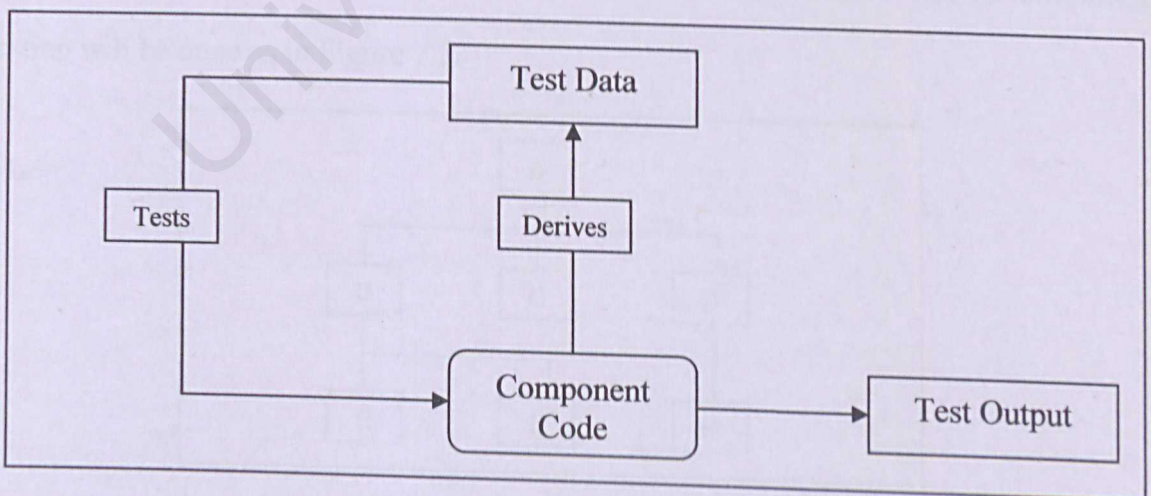 Test Data
Tests
Derives
Component
Code
Test Output